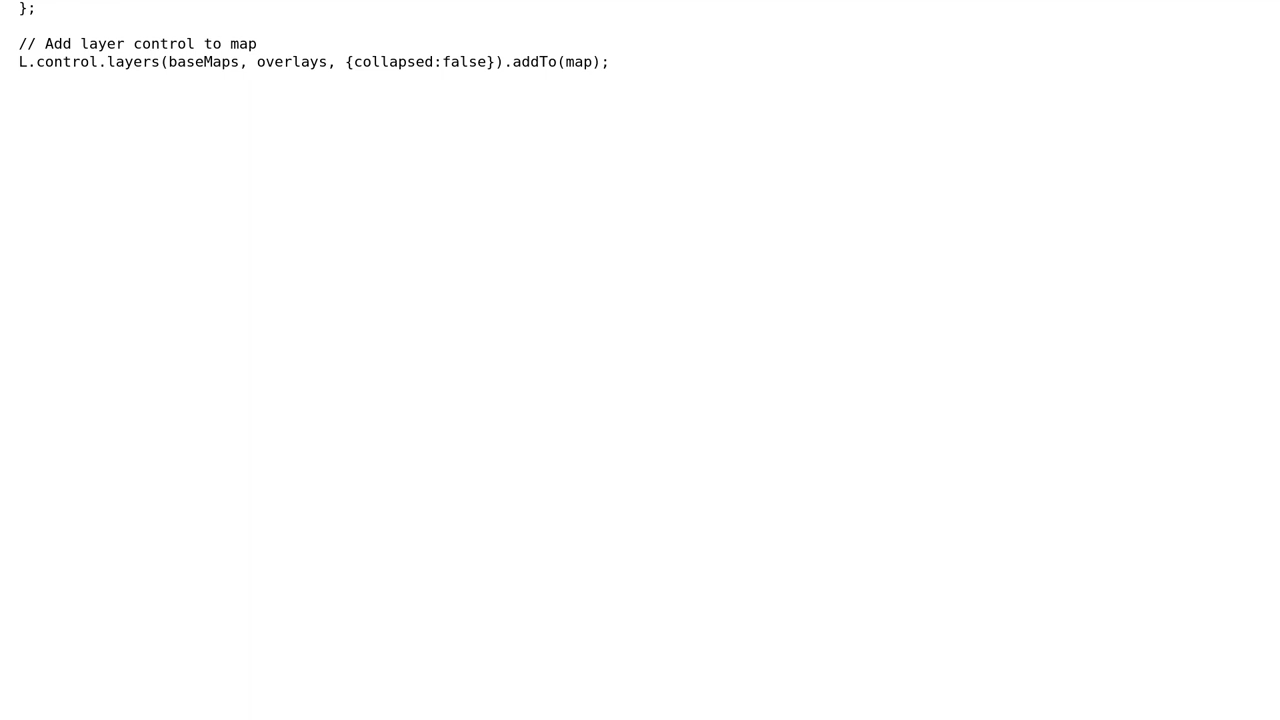 };
// Add layer control to map
L.control.layers(baseMaps, overlays, {collapsed:false}).addTo(map);